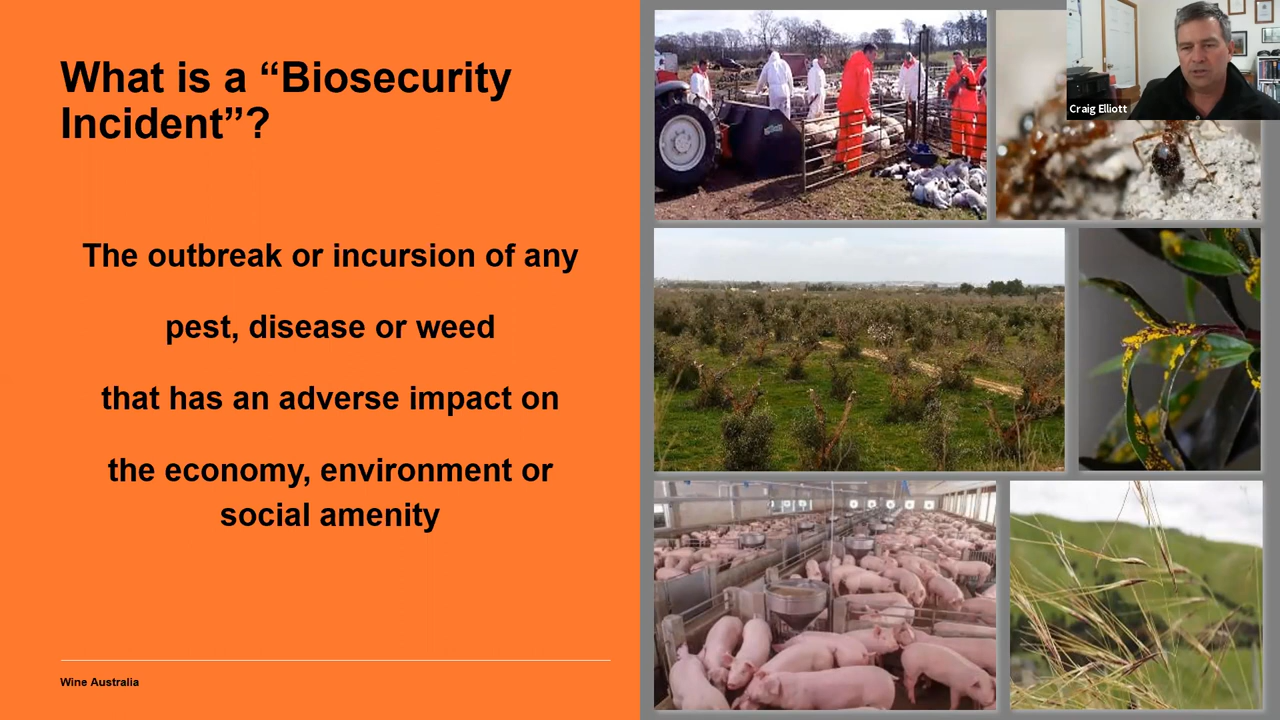 What is a “Biosecurity
Incident”?
The outbreak or incursion of any
pest, disease or weed
that has an adverse impact on
the economy, environment or
social amenity
Wine Australia
Craig Elliott